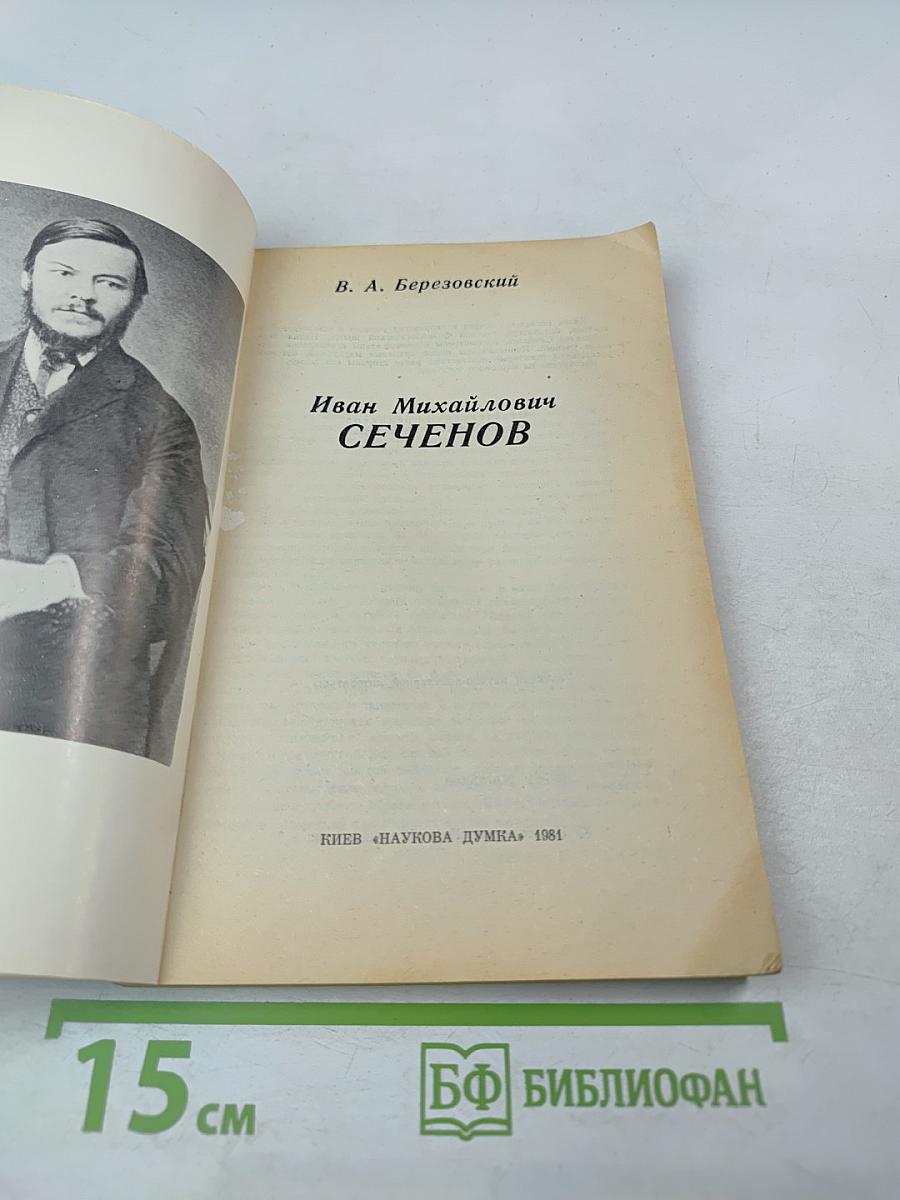 В. А. Березовский
Иван Михайлович
СЕЧЕНОВ
КИЕВ «НАУКОВА ДУМКА» 1981
15 см
БФ БИБЛИОФАН